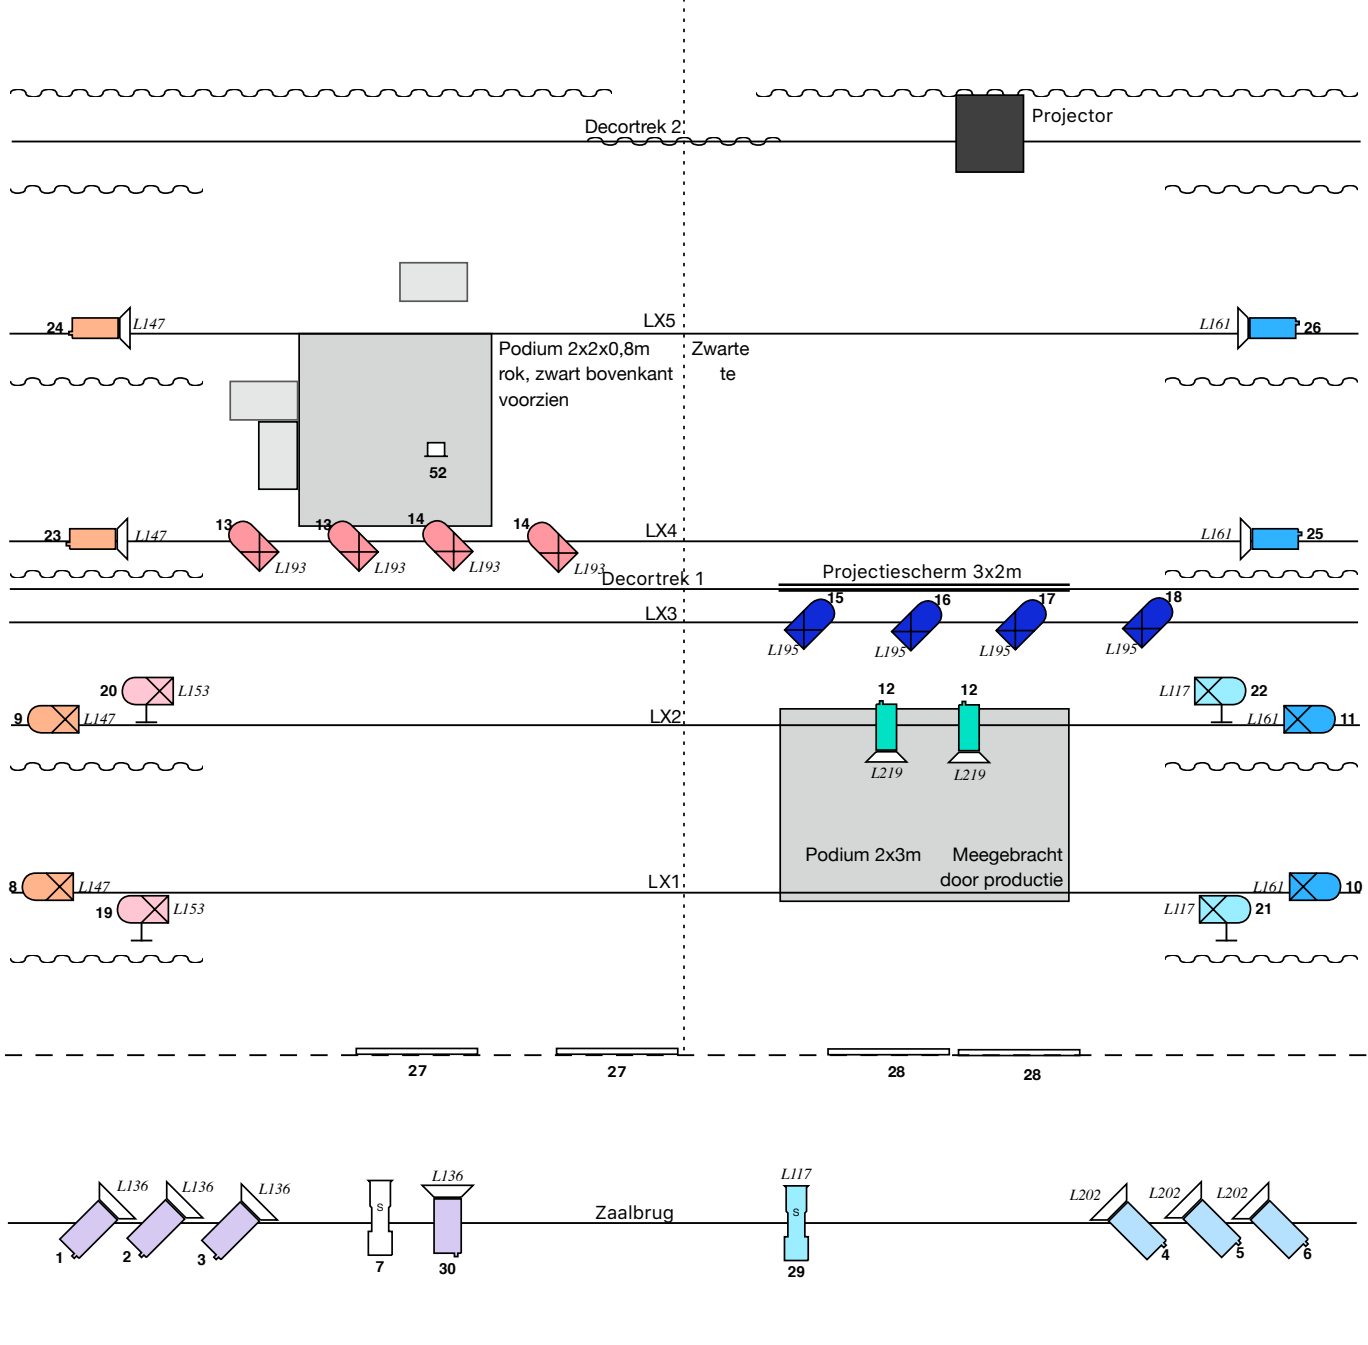 Projector
Decortrek 2
LX5
24
L147
L161
26
Podium 2x2x0,8m
rok, zwart bovenkant
voorzien
Zwarte
te
52
LX4
23
L147
13
L193
13
L193
14
L193
14
L193
L161
25
Decortrek 1
Projectiescherm 3x2m
LX3
15
L195
16
L195
17
L195
18
L195
20
L153
9
L147
LX2
12
L219
12
L219
L117
22
L161
11
Podium 2x3m
Meegebracht
door productie
LX1
8
L147
19
L153
L161
10
L117
21
27
27
28
28
Zaalbrug
L136
1
L136
2
L136
3
S
7
L136
30
L117
S
29
L202
4
L202
5
L202
6